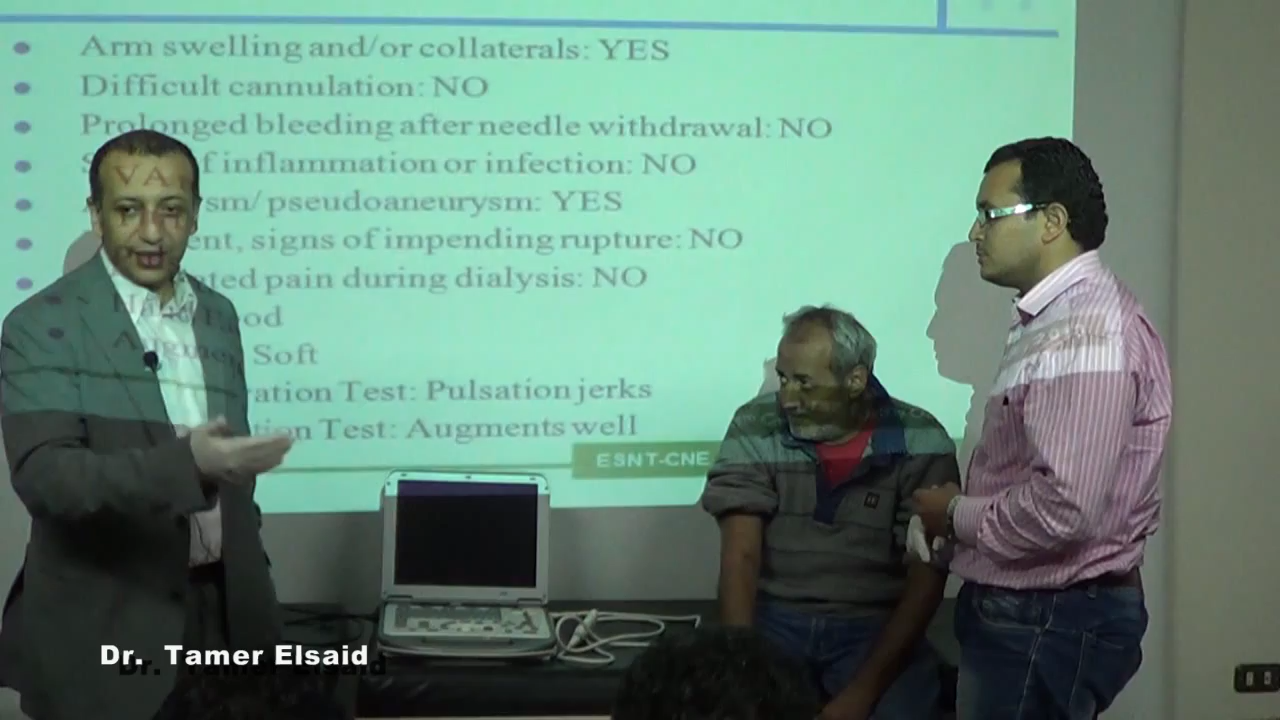 Arm swelling and/or collaterals: YES
Difficult cannulation: NO
Prolonged bleeding after needle withdrawal: NO
of inflammation or infection: NO
pseudoaneurysm: YES
signs of impending rupture: NO
pain during dialysis: NO
VA
Soft
Test: Pulsation jerks
Test: Augments well
ESNT-CNE
Dr. Tamer Elsaid